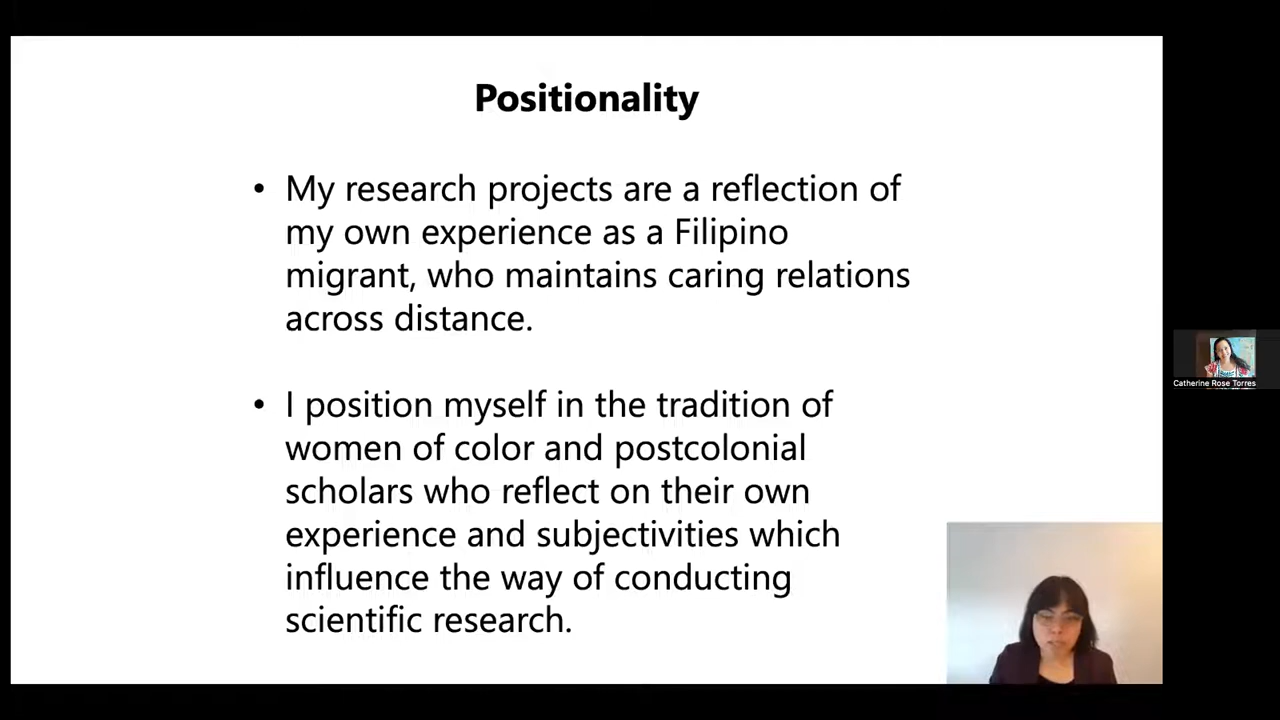 Positionality
• My research projects are a reflection of
my own experience as a Filipino
migrant, who maintains caring relations
across distance.
• I position myself in the tradition of
women of color and postcolonial
scholars who reflect on their own
experience and subjectivities which
influence the way of conducting
scientific research.
Catherine Rose Torres